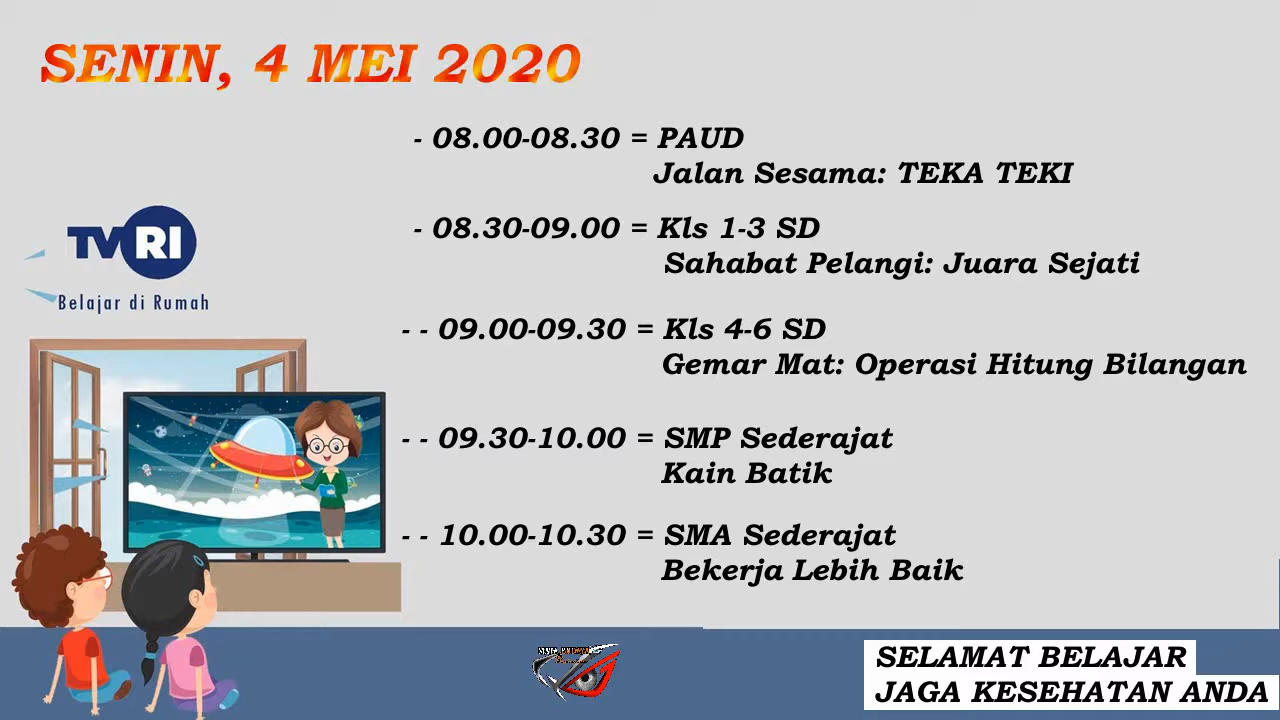 SENIN, 4 MEI 2020
- 08.00-08.30 = PAUD
Jalan Sesama: TEKA TEKI
- 08.30-09.00 = Kls 1-3 SD
Sahabat Pelangi: Juara Sejati
- - 09.00-09.30 = Kls 4-6 SD
Gemar Mat: Operasi Hitung Bilangan
- - 09.30-10.00 = SMP Sederajat
Kain Batik
- - 10.00-10.30 = SMA Sederajat
Bekerja Lebih Baik
TVRI
Belajar di Rumah
SELAMAT BELAJAR
JAGA KESEHATAN ANDA